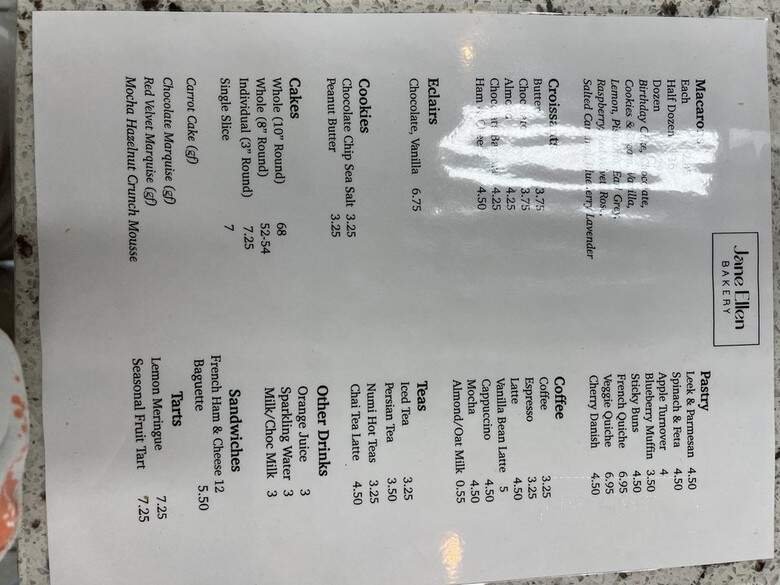 Jane Ellen
BAKERY
Each
Half Dozen
Dozen
Birthday
Cookies &
Lemon,
Raspberry
Salted Lavender
3.75
3.75
4.25
4.25
4.50
Eclairs
Chocolate, Vanilla 6.75
Cookies
Chocolate Chip Sea Salt 3.25
Peanut Butter 3.25
Cakes
Whole (10" Round) 68
Whole (8" Round) 52-54
Individual (3" Round) 7.25
Single Slice 7
Carrot Cake (gf)
Chocolate Marquise (gf)
Red Velvet Marquise (gf)
Mocha Hazelnut Crunch Mousse
Pastry
Leek & Parmesan 4.50
Spinach & Feta 4.50
Apple Turnover 4
Blueberry Muffin 3.50
Sticky Buns 4.50
French Quiche 6.95
Veggie Quiche 6.95
Cherry Danish 4.50
Coffee
Coffee 3.25
Espresso 3.25
Latte 4.50
Vanilla Bean Latte 5
Cappuccino 4.50
Mocha 4.50
Almond/Oat Milk 0.55
Teas
Iced Tea 3.25
Persian Tea 3.50
Numi Hot Teas 3.25
Chai Tea Latte 4.50
Other Drinks
Orange Juice 3
Sparkling Water 3
Milk/Choc Milk 3
Sandwiches
French Ham & Cheese 12
Baguette 5.50
Tarts
Lemon Meringue 7.25
Seasonal Fruit Tart 7.25